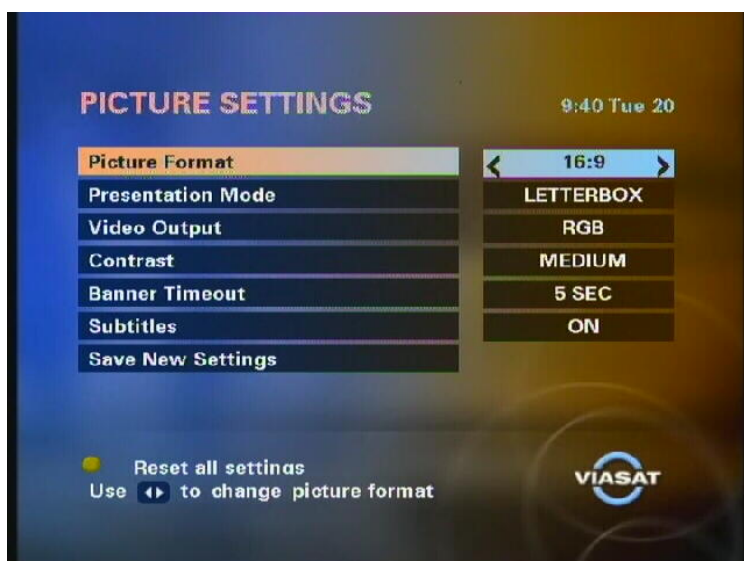 PICTURE SETTINGS
9:40 Tue 20
Picture Format 16:9
Presentation Mode LETTERBOX
Video Output RGB
Contrast MEDIUM
Banner Timeout 5 SEC
Subtitles ON
Save New Settings
Reset all settings
Use to change picture format
VIASAT